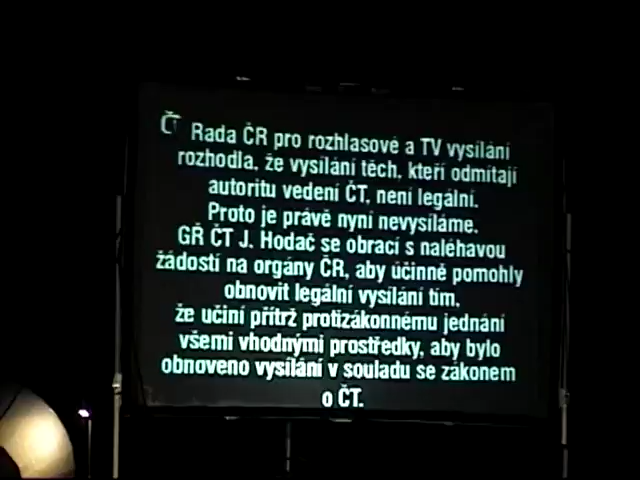 ČT Rada ČR pro rozhlasové a TV vysílání
rozhodla, že vysílání těch, kteří odmítají
autoritu vedení ČT, není legální.
Proto je právě nyní nevysíláme.
GŘ ČT J. Hodač se obrací s naléhavou
žádostí na orgány ČR, aby účinně pomohly
obnovit legální vysílání tím,
že učiní přítrž protizákonnému jednání
všemi vhodnými prostředky, aby bylo
obnoveno vysílání v souladu se zákonem
o ČT.